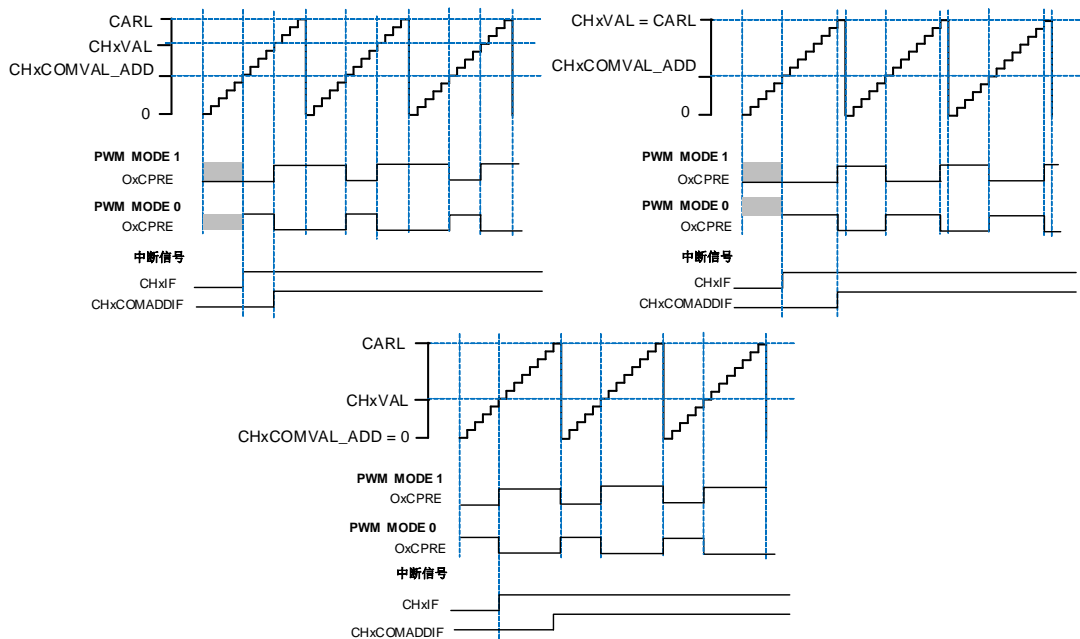 CARL
CHxVAL
CHxCOMVAL_ADD
0
PWM MODE 1
OxCPRE
PWM MODE 0
OxCPRE
中断信号
CHxIF
CHxCOMADDIF
CHxVAL = CARL
CHxCOMVAL_ADD
0
PWM MODE 1
OxCPRE
PWM MODE 0
OxCPRE
中断信号
CHxIF
CHxCOMADDIF
CARL
CHxVAL
CHxCOMVAL_ADD = 0
PWM MODE 1
OxCPRE
PWM MODE 0
OxCPRE
中断信号
CHxIF
CHxCOMADDIF